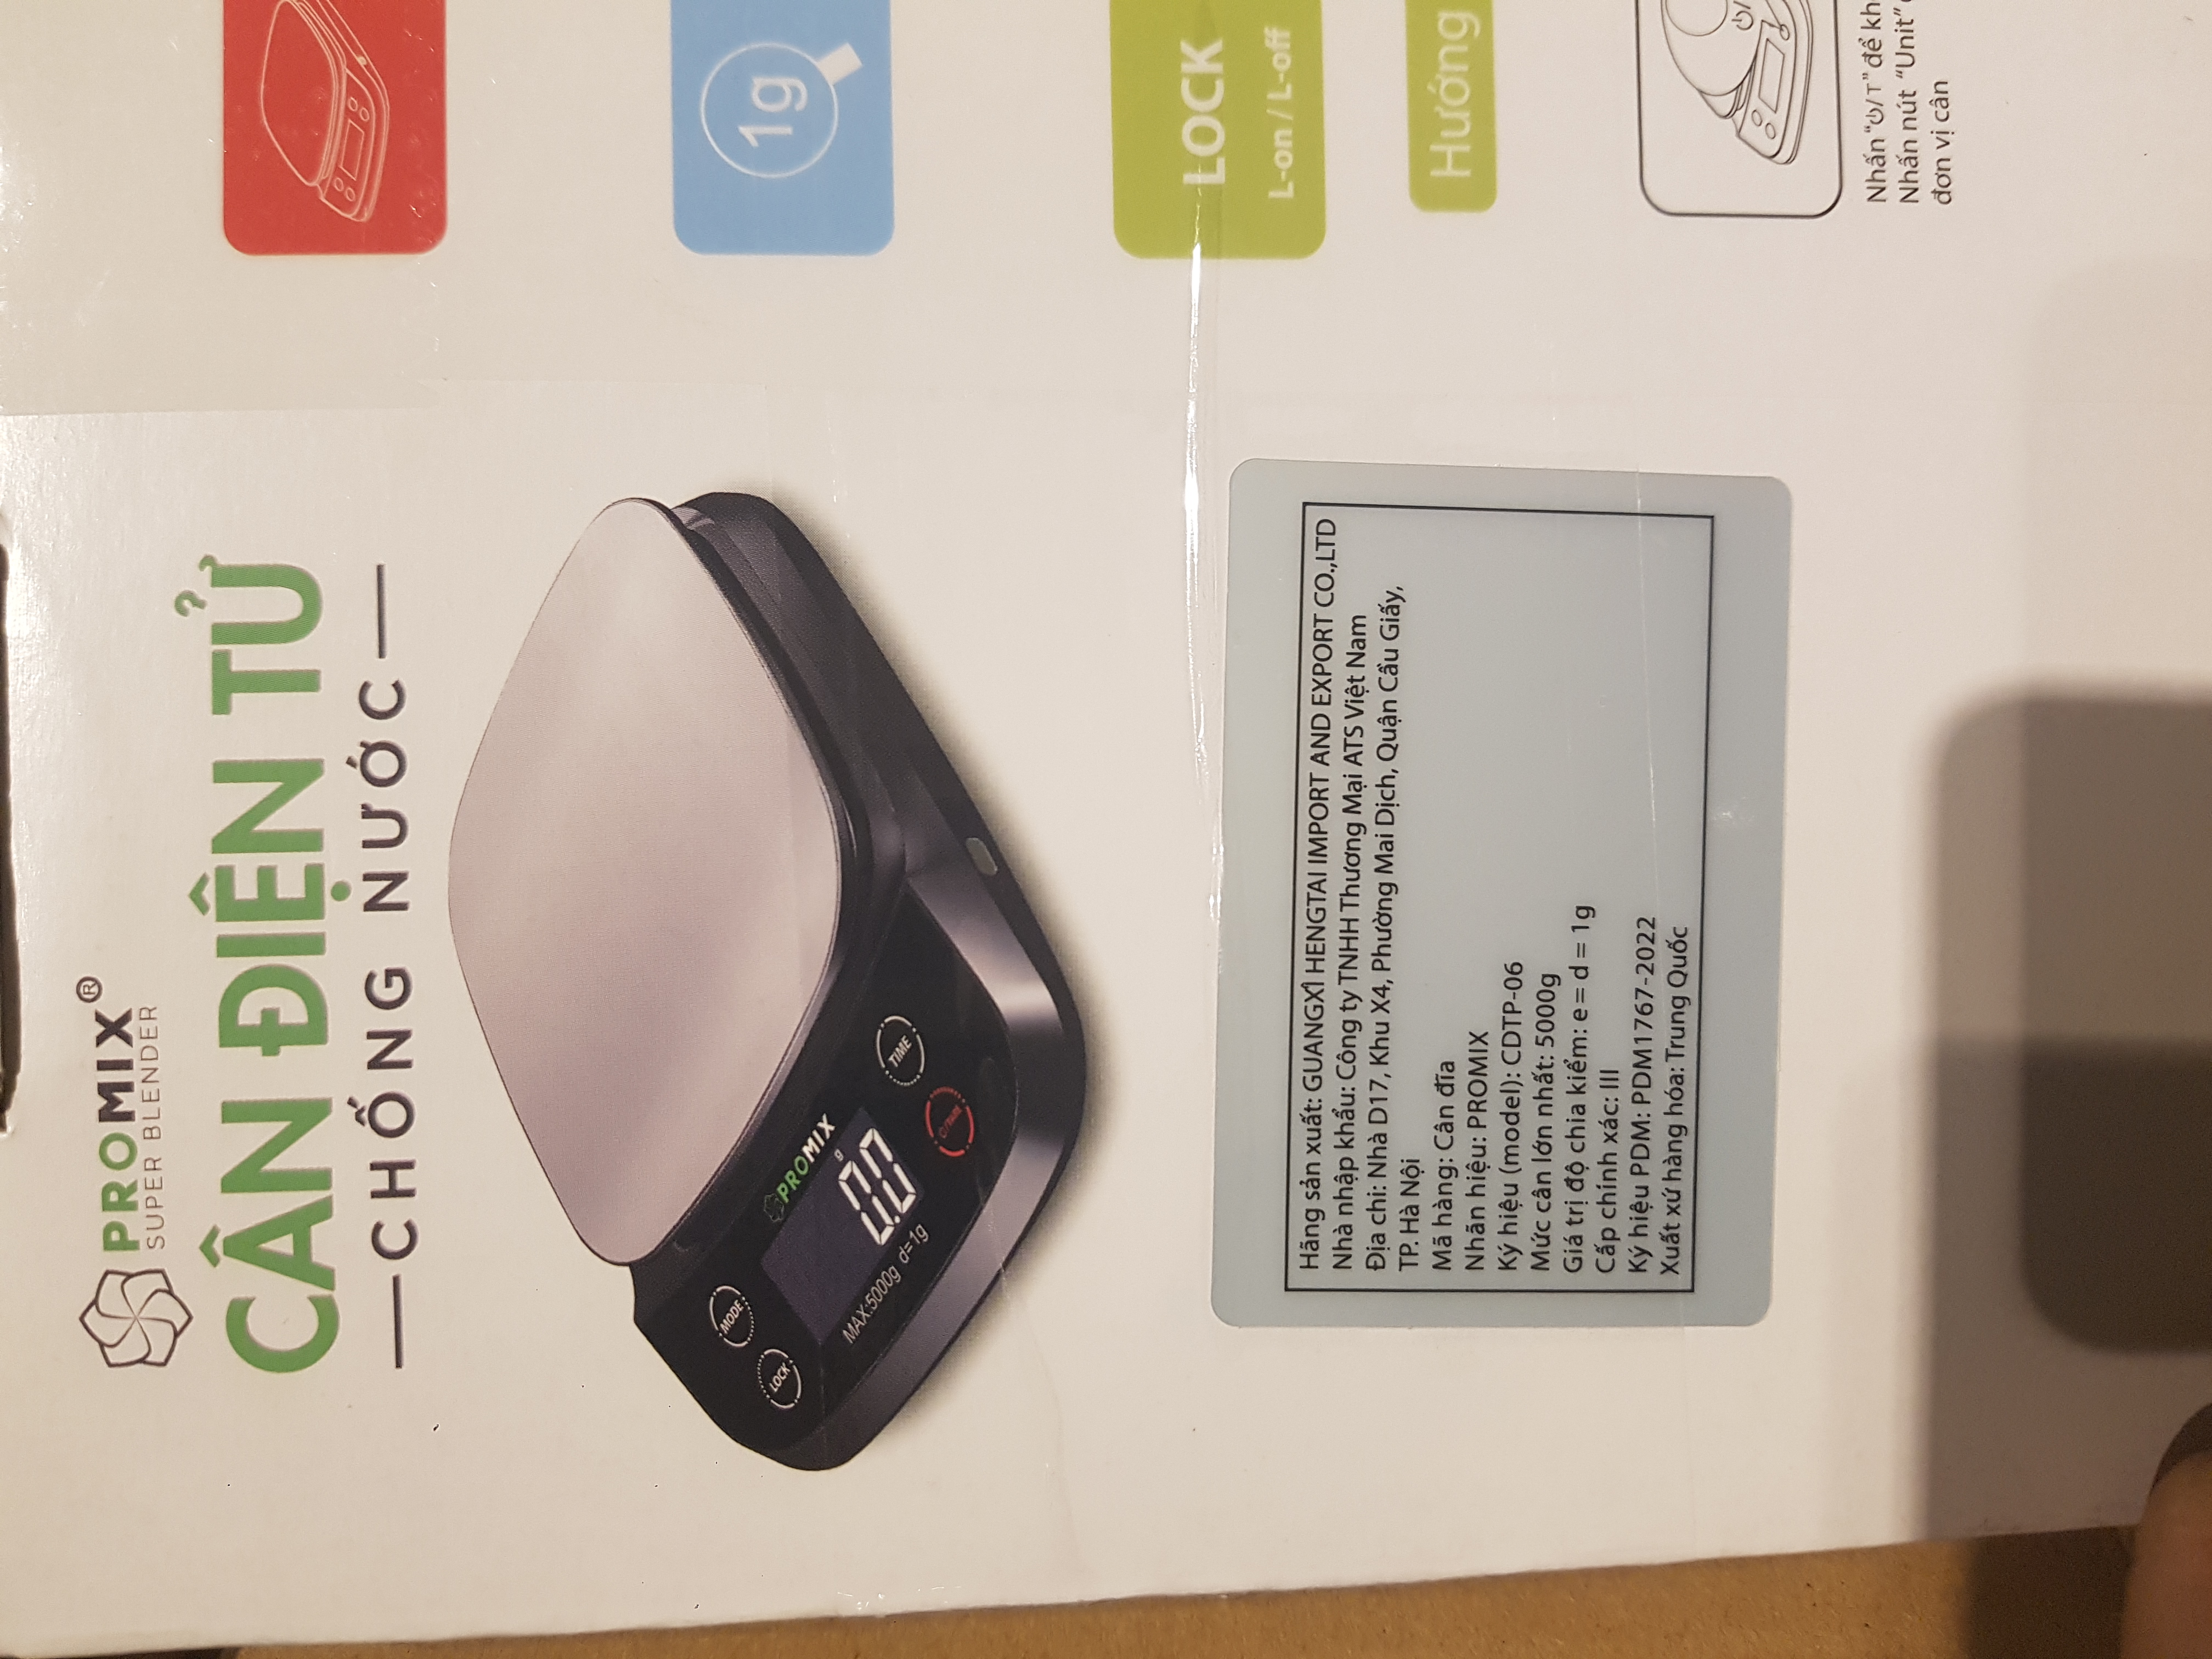 PROMIX®
SUPER BLENDER
CÂN ĐIỆN TỬ
CHỐNG NƯỚC
MODE
LOCK
PROMIX
g
0.0
MAX:5000g d=1g
TIME
1g
LOCK
L-on / L-off
Hãng sản xuất: GUANGXI HENGTAI IMPORT AND EXPORT CO.,LTD
Nhà nhập khẩu: Công ty TNHH Thương Mại ATS Việt Nam
Địa chỉ: Nhà D17, Khu X4, Phường Mai Dịch, Quận Cầu Giấy,
TP. Hà Nội
Mã hàng: Cân đĩa
Nhãn hiệu: PROMIX
Ký hiệu (model): CDTP-06
Mức cân lớn nhất: 5000g
Giá trị độ chia kiểm: e = d = 1g
Cấp chính xác: III
Ký hiệu PDM: PDM1767-2022
Xuất xứ hàng hóa: Trung Quốc
Hướng
Nhấn “⏻/T” để
Nhấn nút “Unit”
đơn vị cân